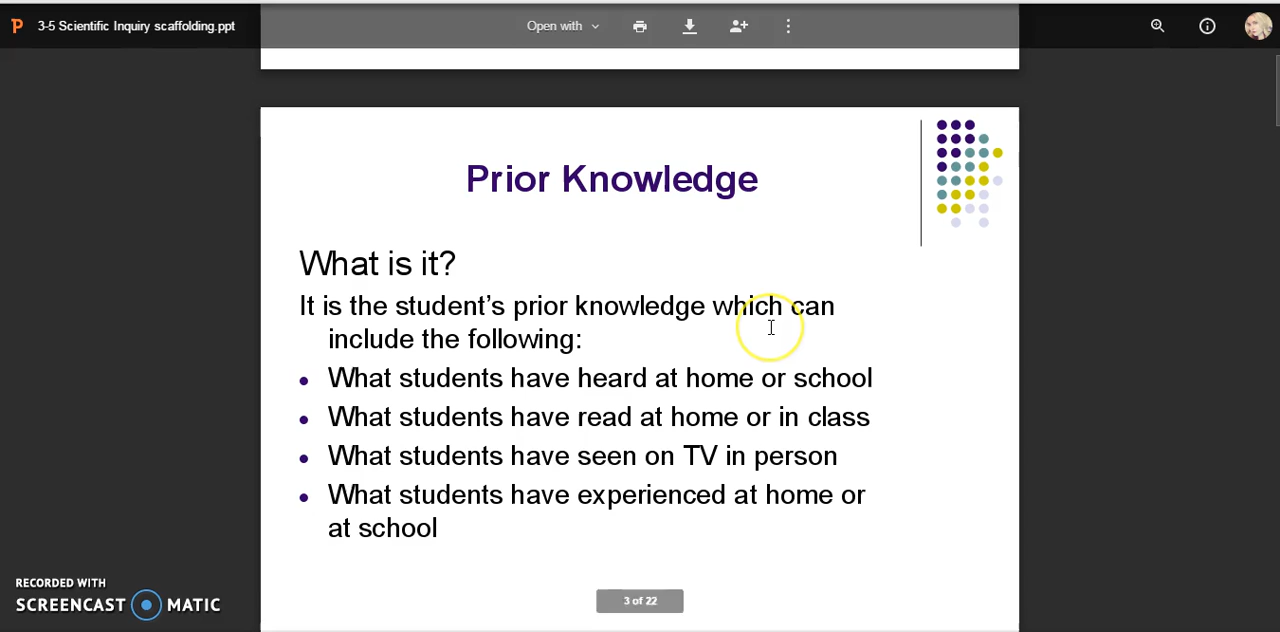 3-5 Scientific Inquiry scaffolding.ppt
Open with
Prior Knowledge
What is it?
It is the student’s prior knowledge which can
include the following:
• What students have heard at home or school
• What students have read at home or in class
• What students have seen on TV in person
• What students have experienced at home or
at school
3 of 22
RECORDED WITH
SCREENCAST MATIC